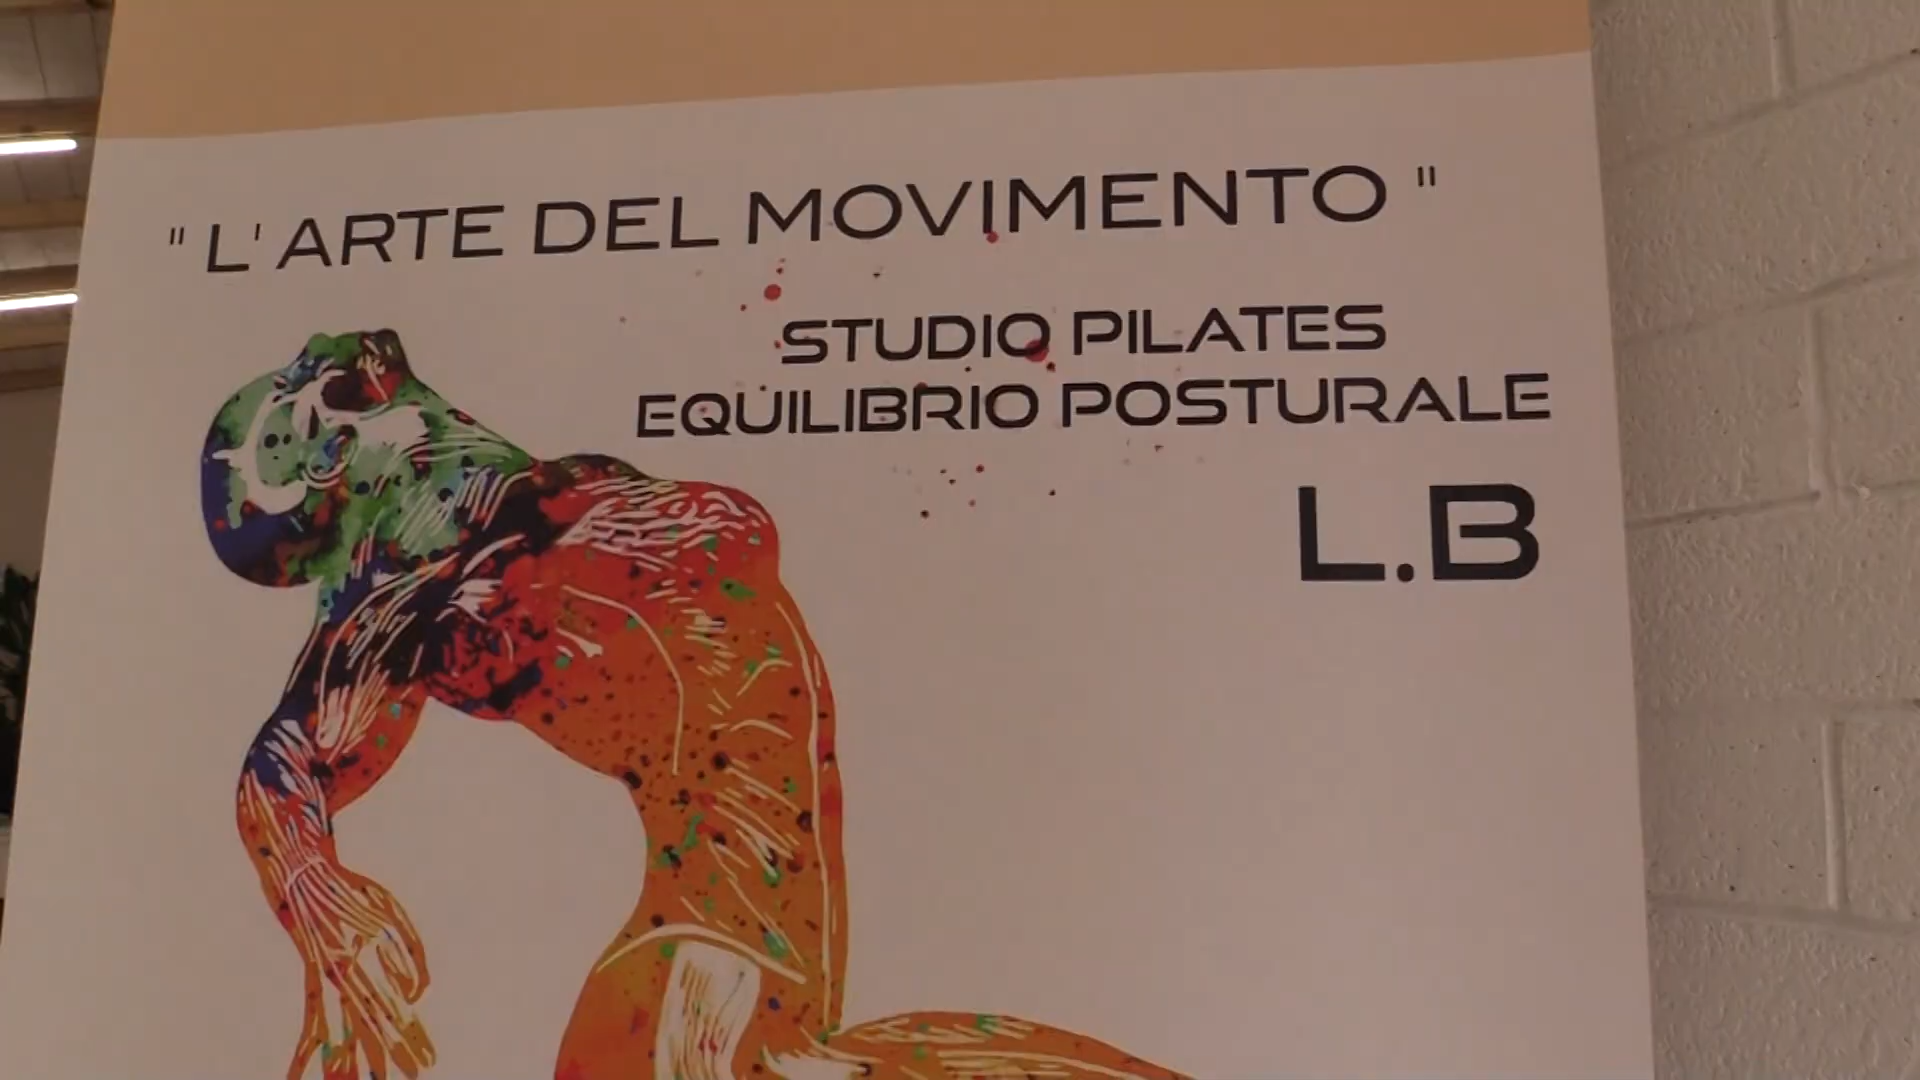 " L' ARTE DEL MOVIMENTO "
STUDIO PILATES
EQUILIBRIO POSTURALE
L.B